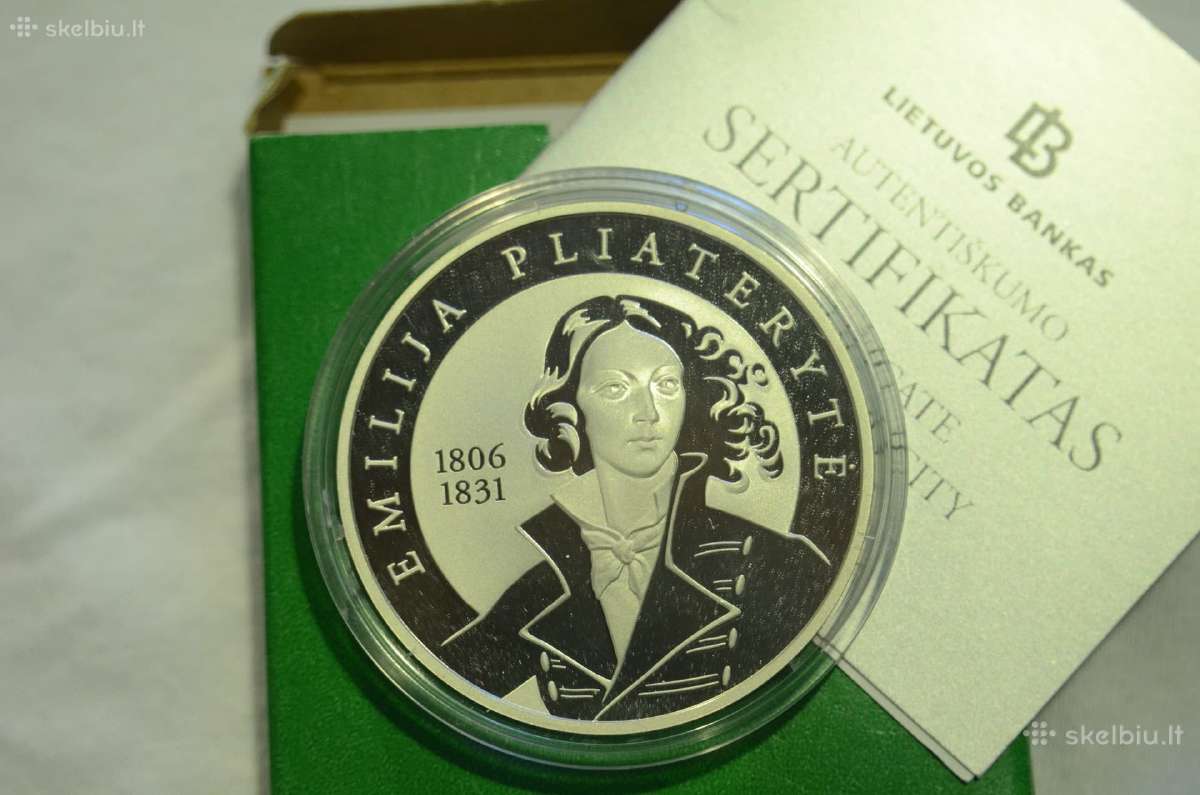 skelbiu.lt
LIETUVOS BANKAS
AUTENTIŠKUMO
SERTIFIKATAS
EMILIJA PLIATERYTĖ
1806
1831
skelbiu.lt